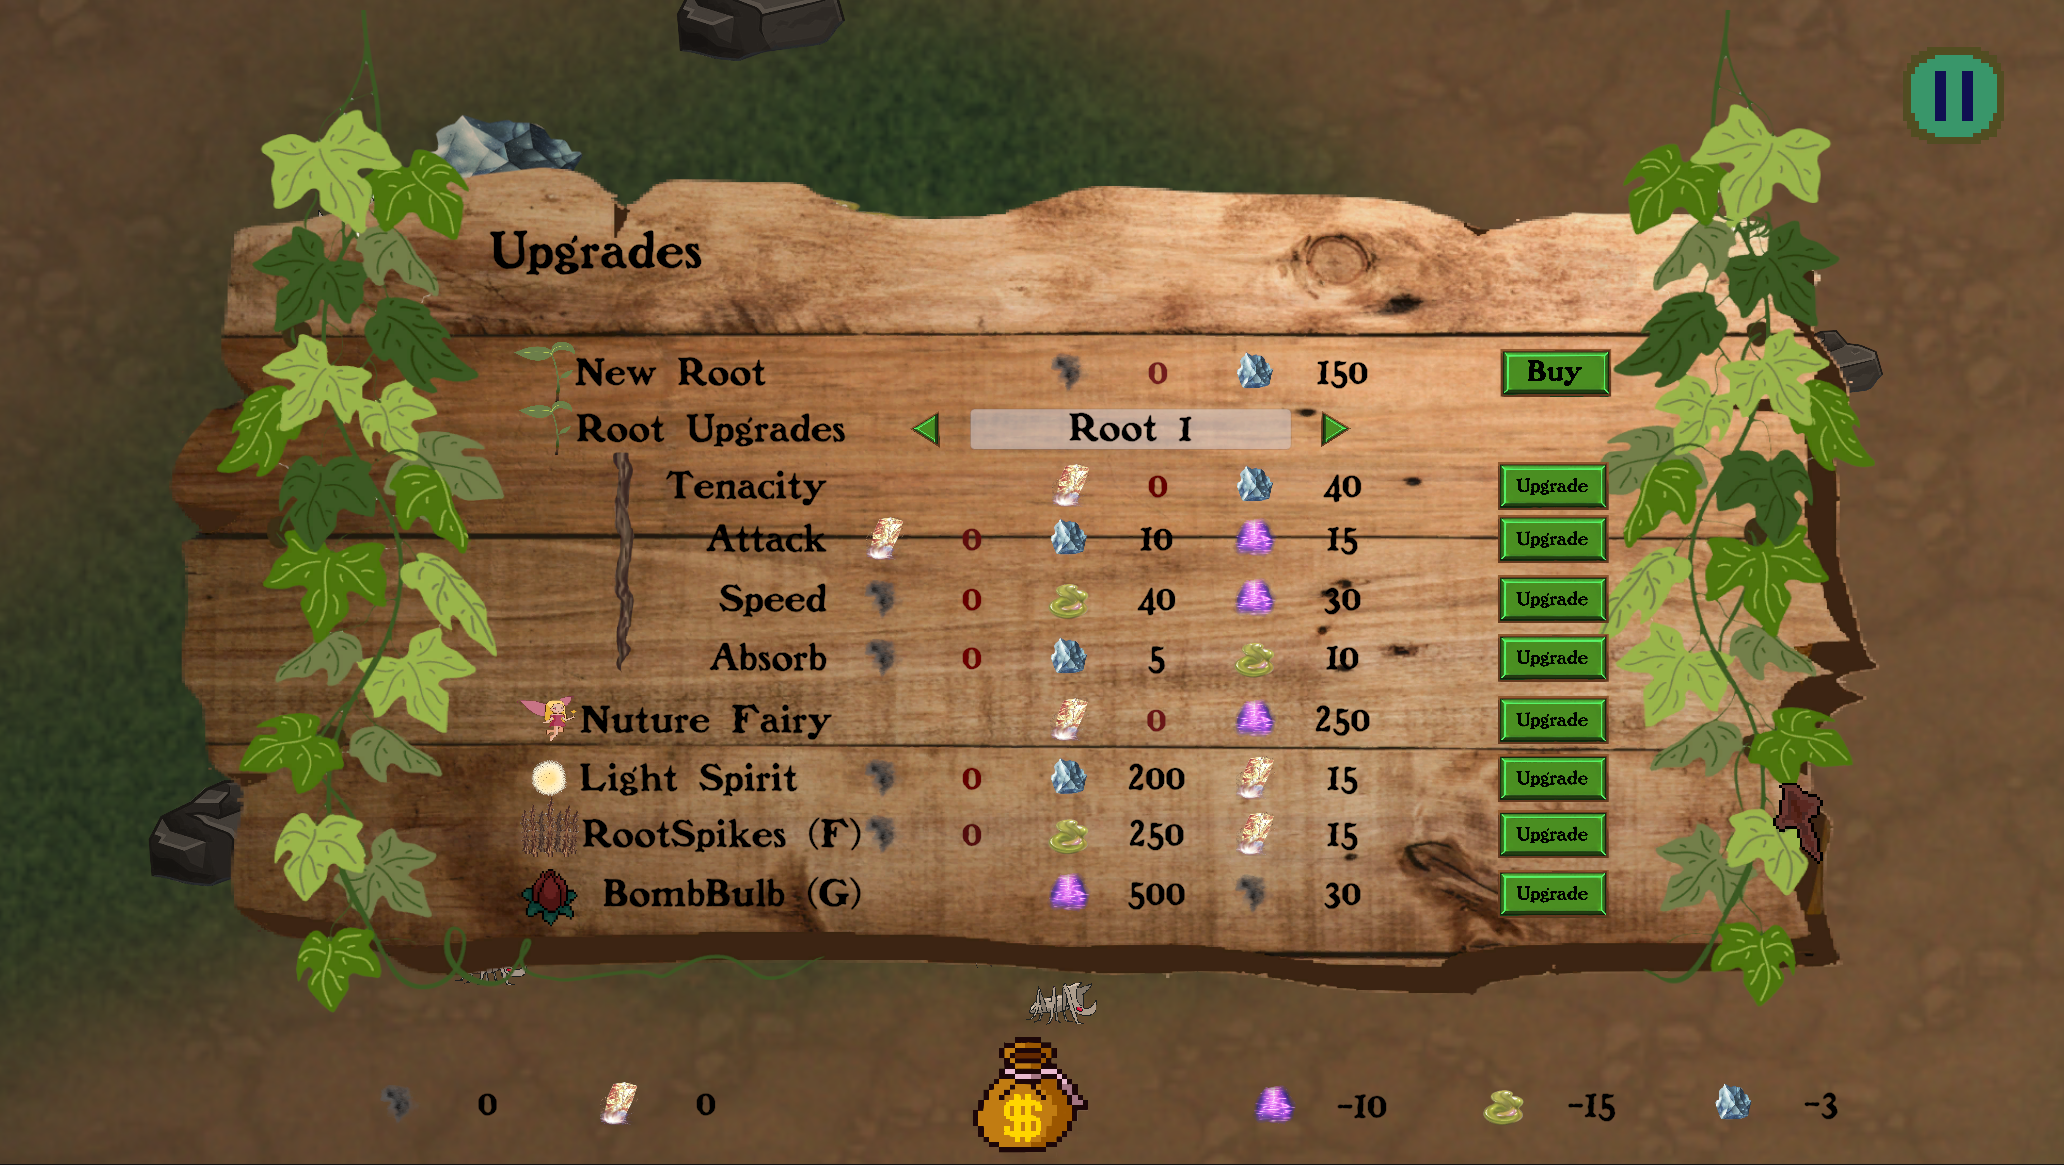 Upgrades
New Root 0 150 Buy
Root Upgrades Root 1
Tenacity 0 40 Upgrade
Attack 0 10 15 Upgrade
Speed 0 40 30 Upgrade
Absorb 0 5 10 Upgrade
Nuture Fairy 0 250 Upgrade
Light Spirit 0 200 15 Upgrade
RootSpikes (F) 0 250 15 Upgrade
BombBulb (G) 500 30 Upgrade
0 0 $$ -10 -15 -3